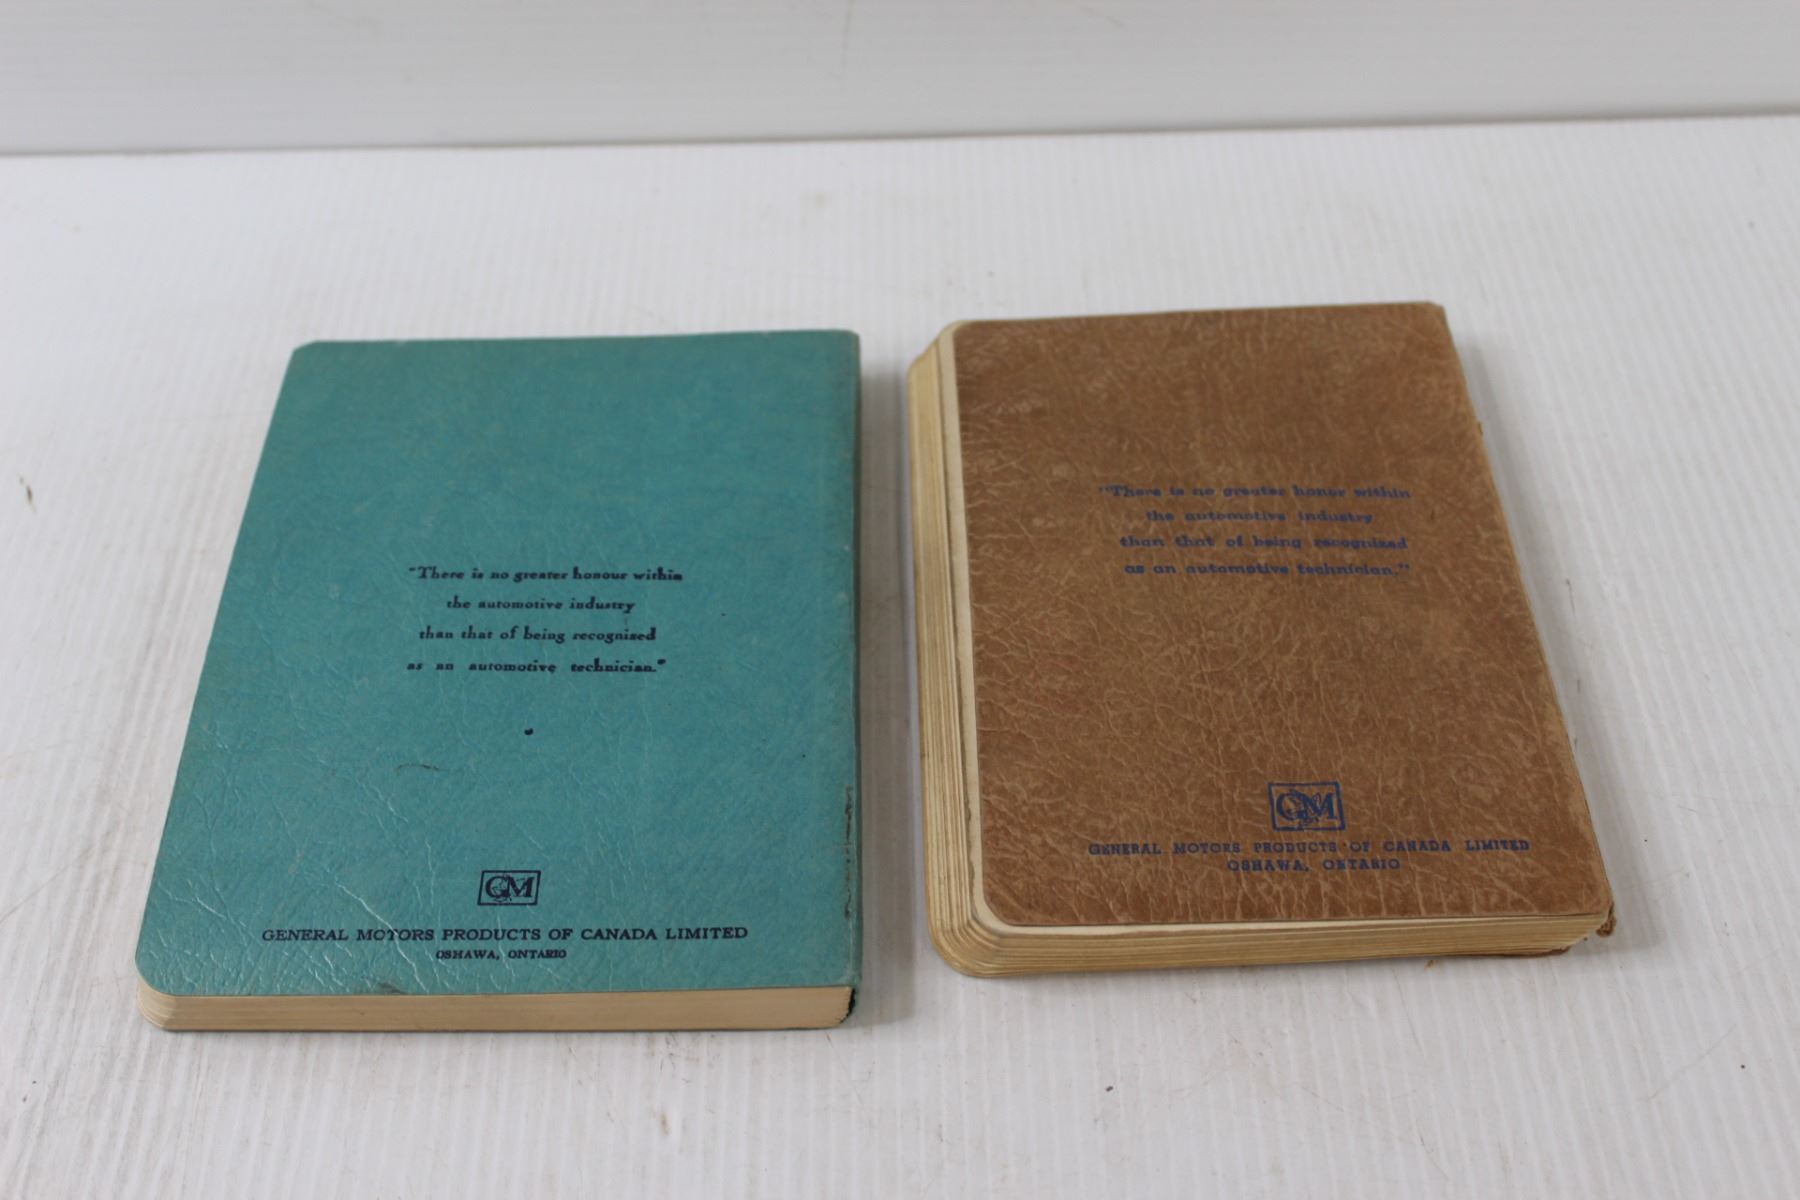 "There is no greater honour within
the automotive industry
than that of being recognized
as an automotive technician."
GM
GENERAL MOTORS PRODUCTS OF CANADA LIMITED
OSHAWA, ONTARIO
"There is no greater honor within
the automotive industry
than that of being recognized
as an automotive technician."
GM
GENERAL MOTORS PRODUCTS OF CANADA LIMITED
OSHAWA, ONTARIO